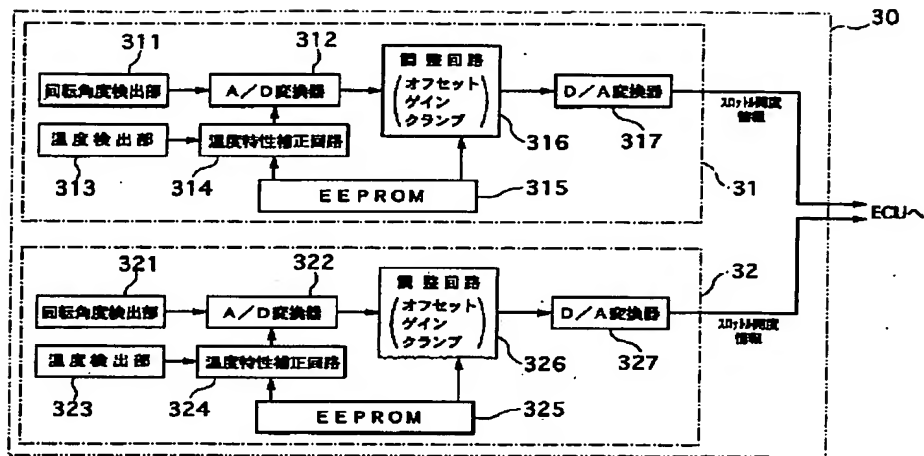 30
311
312
調整回路
オフセット
ゲイン
クランプ
回転角度検出部
A/D変換器
D/A変換器
スロットル開度
情報
温度検出部
温度特性補正回路
316
317
313
314
EEPROM
315
31
ECUへ
321
322
調整回路
オフセット
ゲイン
クランプ
32
回転角度検出部
A/D変換器
D/A変換器
スロットル開度
情報
温度検出部
温度特性補正回路
326
327
323
324
EEPROM
325